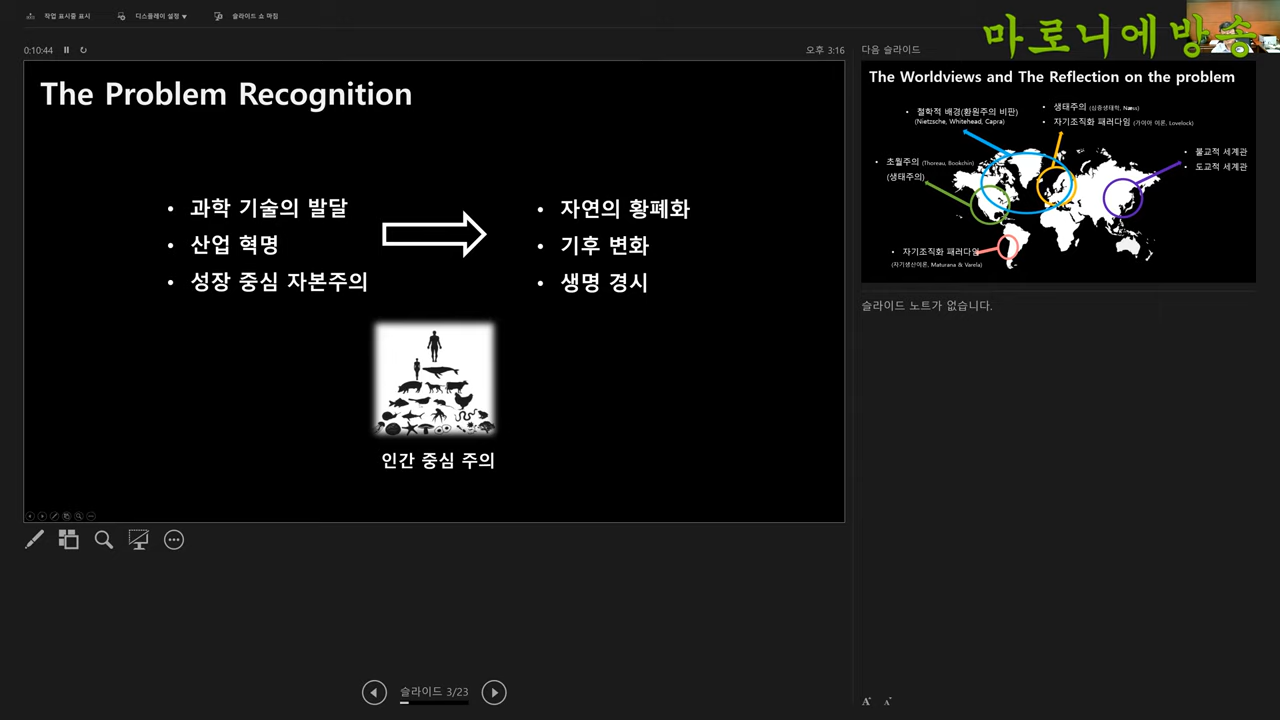 작업 표시줄 표시
디스플레이 설정 ▼
슬라이드 쇼 마침
마로니에방송
0:10:44
오후 3:16
다음 슬라이드
The Problem Recognition
• 과학 기술의 발달
• 산업 혁명
• 성장 중심 자본주의
• 자연의 황폐화
• 기후 변화
• 생명 경시
인간 중심 주의
The Worldviews and The Reflection on the problem
• 철학적 배경(환원주의 비판)
(Nietzsche, Whitehead, Capra)
• 생태주의 (심층생태학, Næss)
• 자기조직화 패러다임 (가이아 이론, Lovelock)
• 초월주의 (Thoreau, Bookchin)
(생태주의)
• 불교적 세계관
• 도교적 세계관
• 자기조직화 패러다임
(자기생산이론, Maturana & Varela)
슬라이드 노트가 없습니다.
슬라이드 3/23
A A